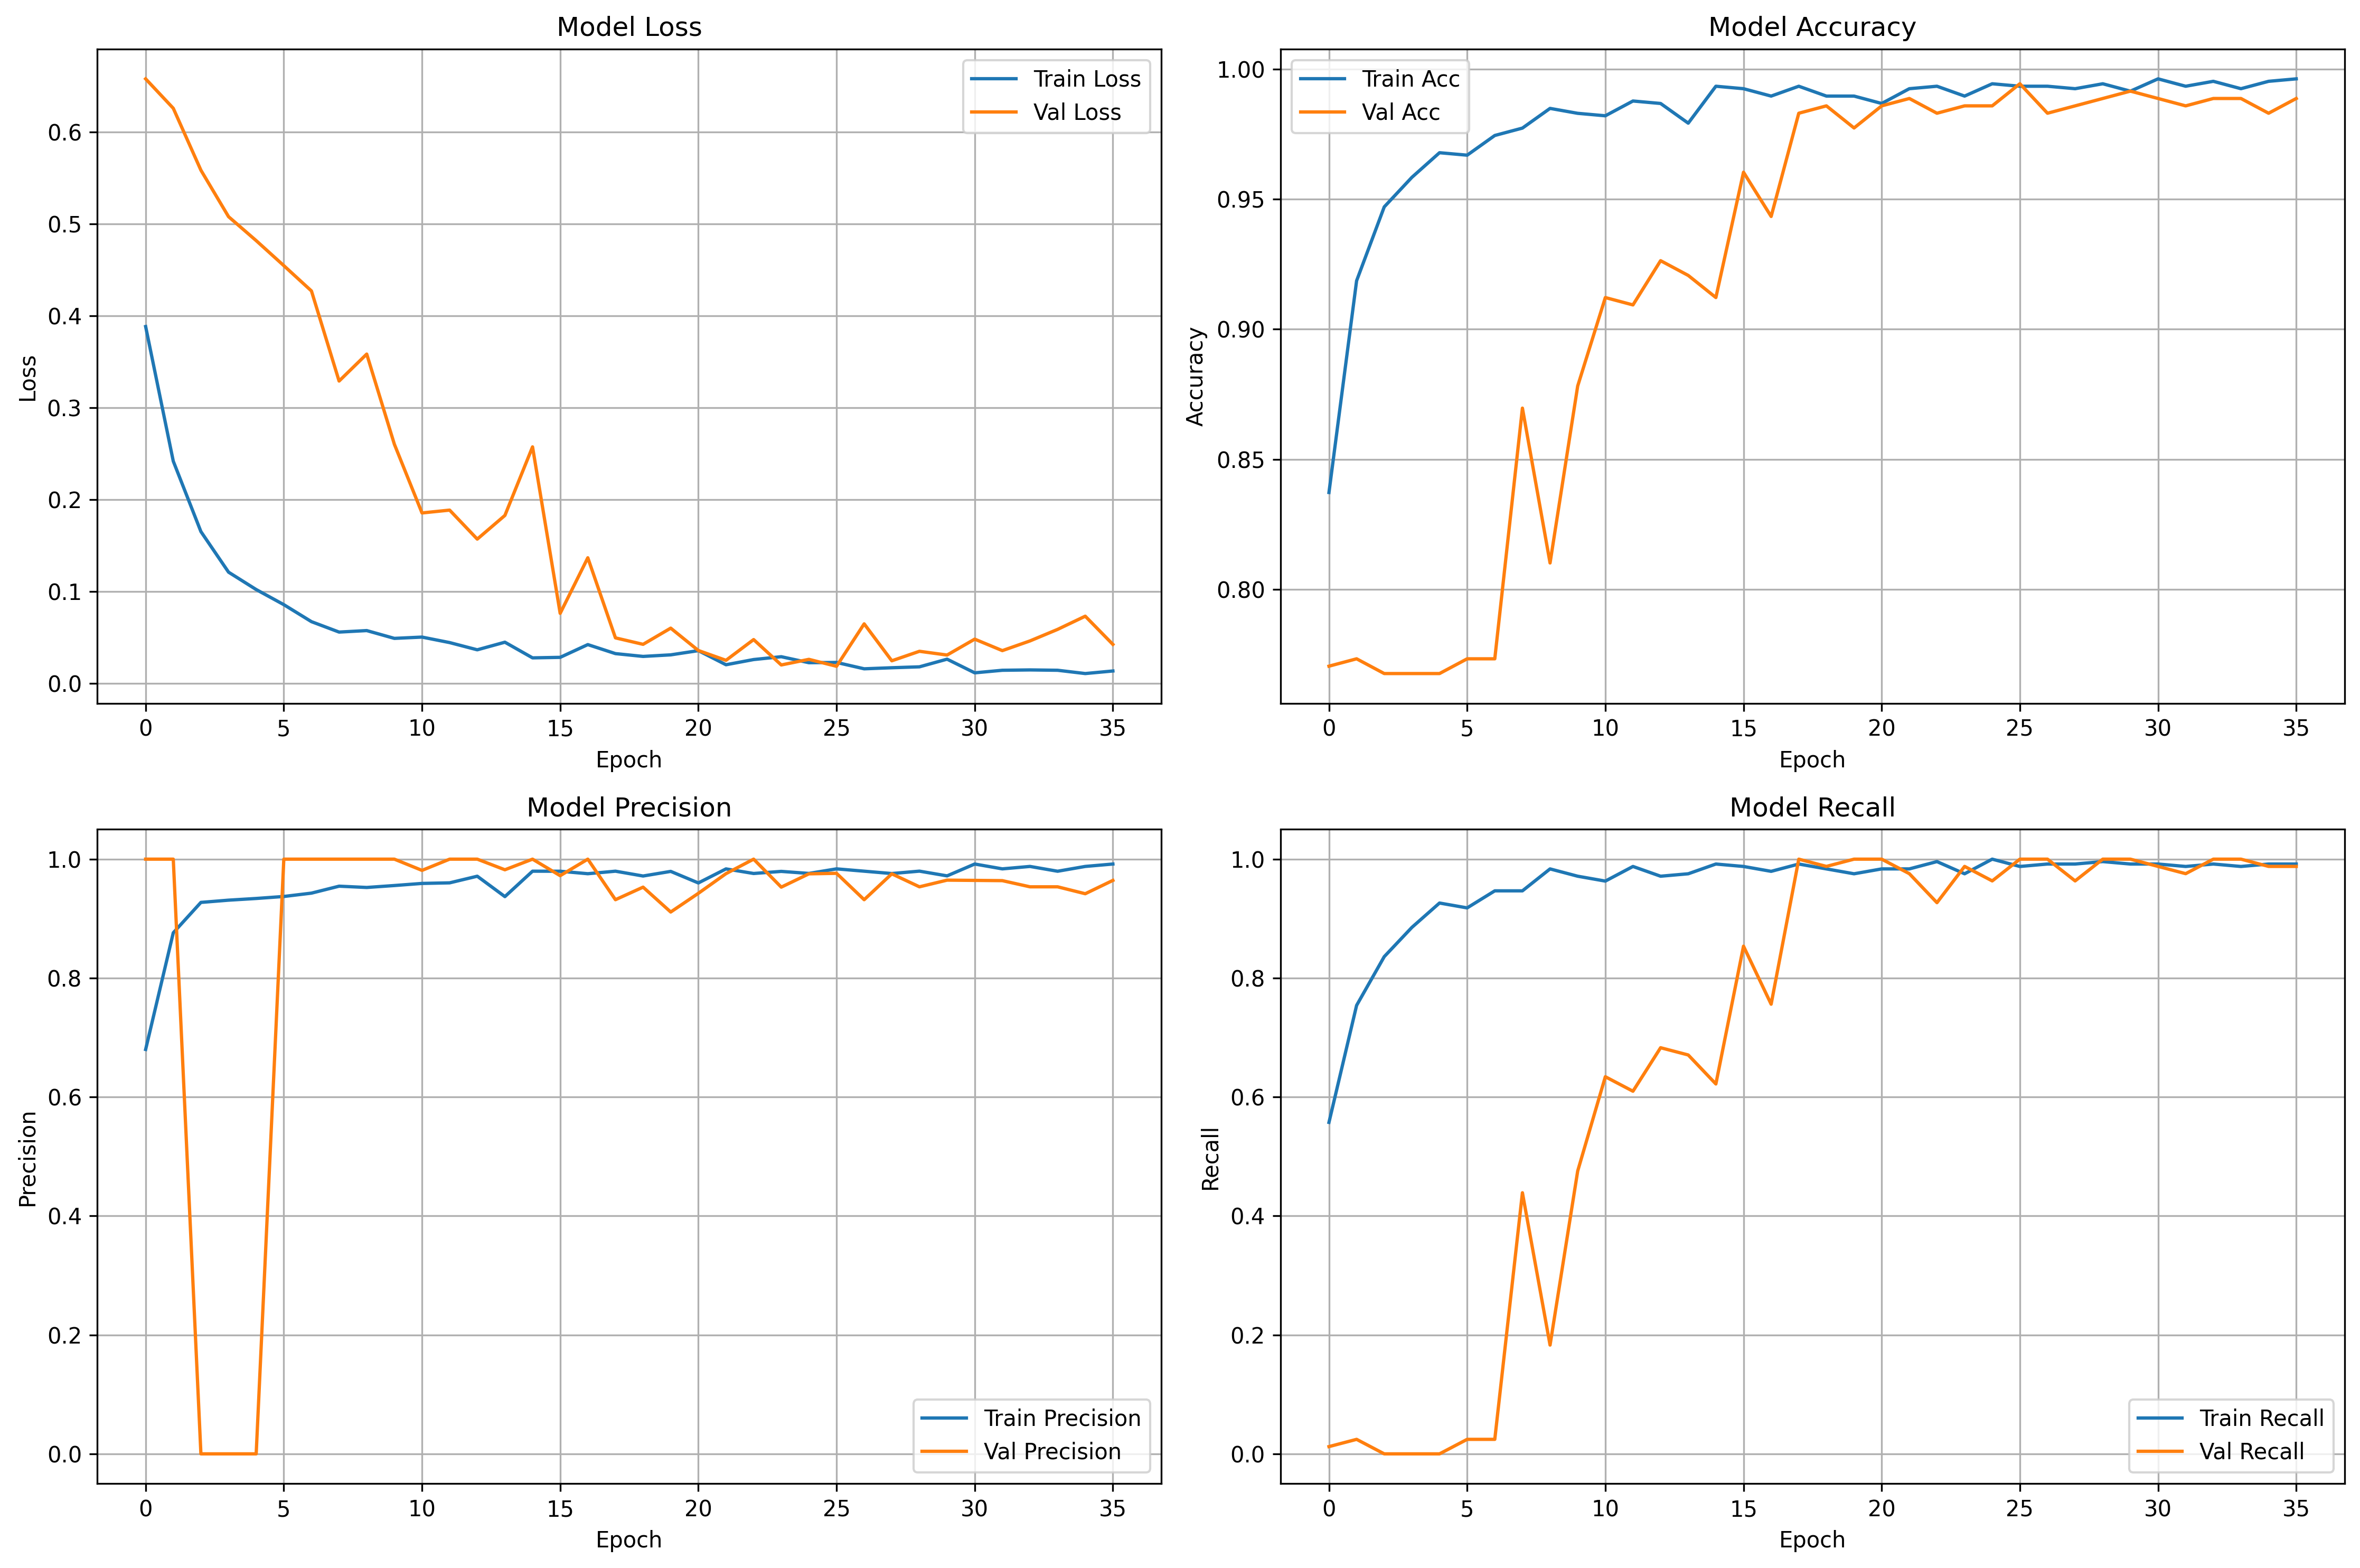 Model Loss
Train Loss
Val Loss
0.6
0.5
0.4
0.3
0.2
0.1
0.0
Loss
0 5 10 15 20 25 30 35
Epoch
Model Accuracy
Train Acc
Val Acc
1.00
0.95
0.90
0.85
0.80
Accuracy
0 5 10 15 20 25 30 35
Epoch
Model Precision
1.0
0.8
0.6
0.4
0.2
0.0
Precision
Train Precision
Val Precision
0 5 10 15 20 25 30 35
Epoch
Model Recall
1.0
0.8
0.6
0.4
0.2
0.0
Recall
Train Recall
Val Recall
0 5 10 15 20 25 30 35
Epoch